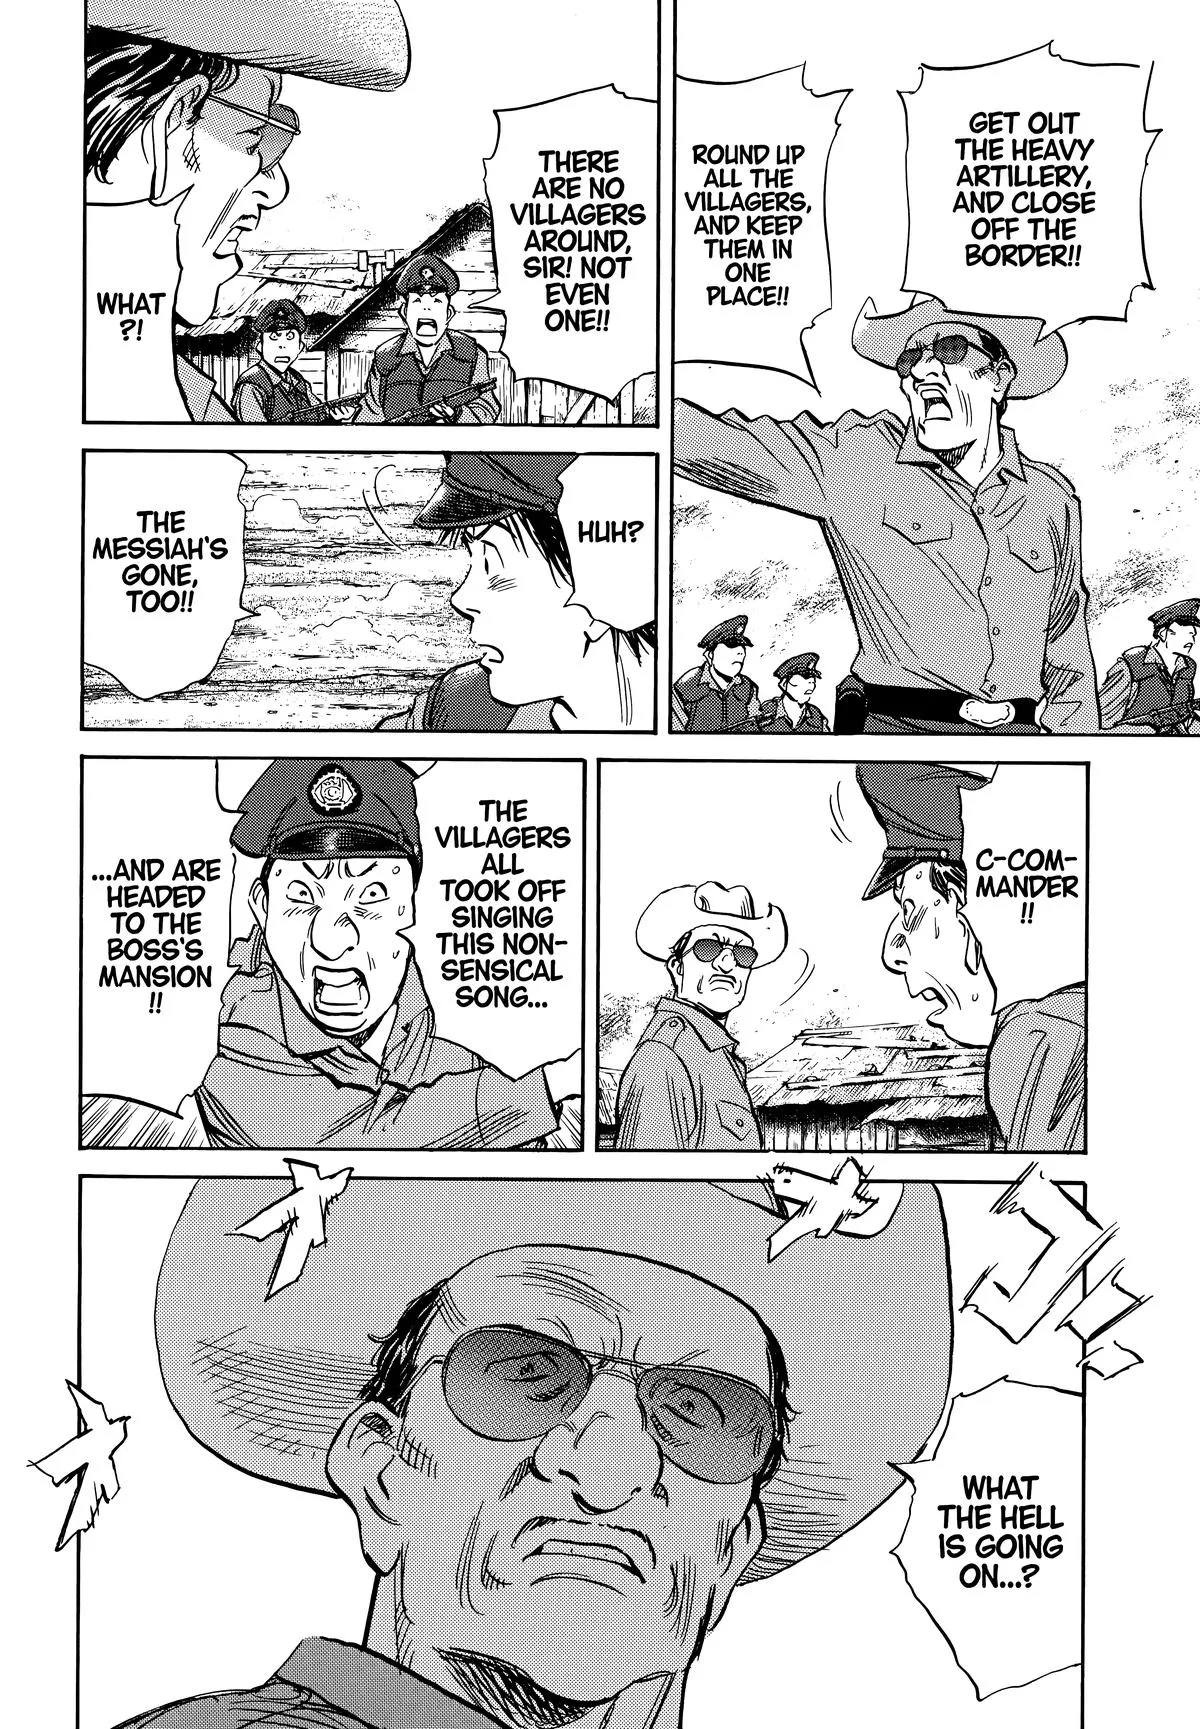 GET OUT
THE HEAVY
ARTILLERY,
AND CLOSE
OFF THE
BORDER!!
ROUND UP
ALL THE
VILLAGERS,
AND KEEP
THEM IN
ONE
PLACE!!
THERE
ARE NO
VILLAGERS
AROUND,
SIR! NOT
EVEN
ONE!!
WHAT
?!
HUH?
THE
MESSIAH'S
GONE,
TOO!!
C-COM-
MANDER
!!
THE
VILLAGERS
ALL
TOOK OFF
SINGING
THIS NON-
SENSICAL
SONG...
...AND ARE
HEADED
TO THE
BOSS'S
MANSION
!!
WHAT
THE HELL
IS GOING
ON...?